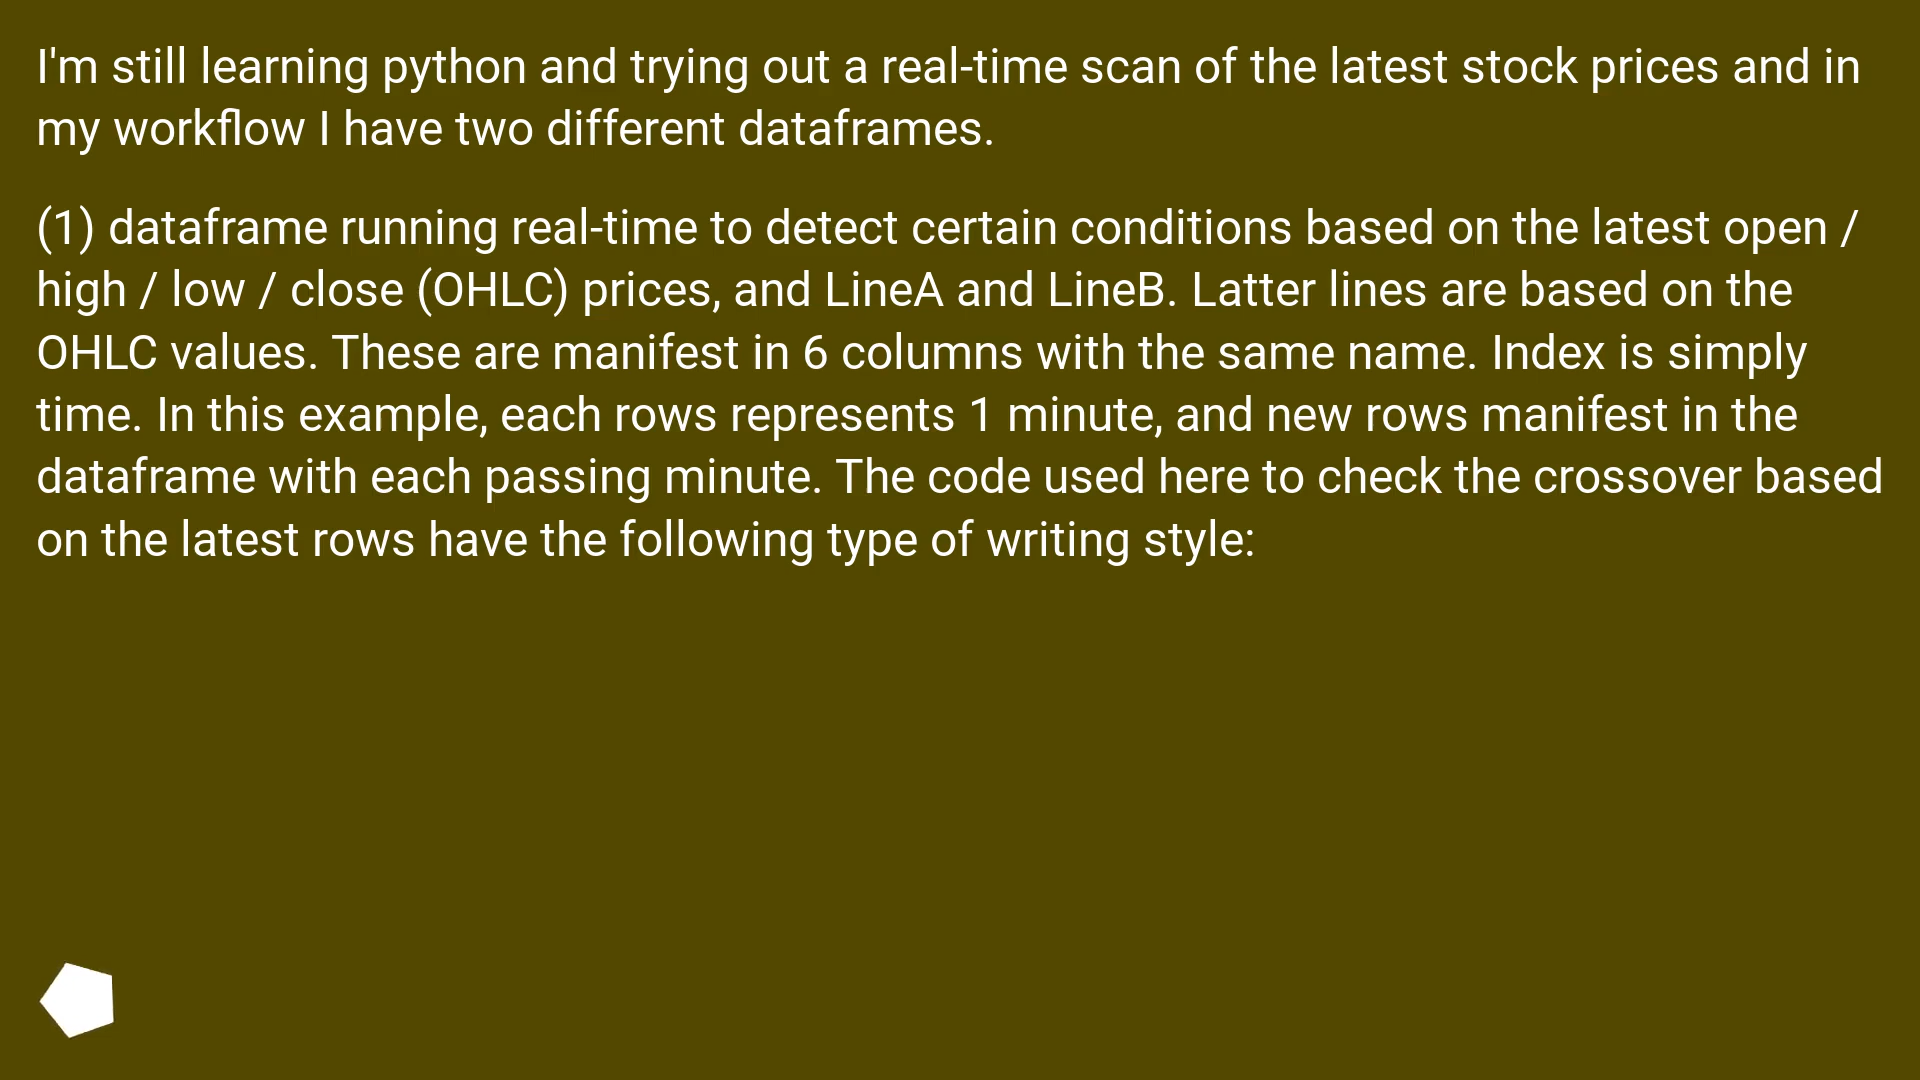 I'm still learning python and trying out a real-time scan of the latest stock prices and in
my workflow I have two different dataframes.
(1) dataframe running real-time to detect certain conditions based on the latest open /
high / low / close (OHLC) prices, and LineA and LineB. Latter lines are based on the
OHLC values. These are manifest in 6 columns with the same name. Index is simply
time. In this example, each rows represents 1 minute, and new rows manifest in the
dataframe with each passing minute. The code used here to check the crossover based
on the latest rows have the following type of writing style: